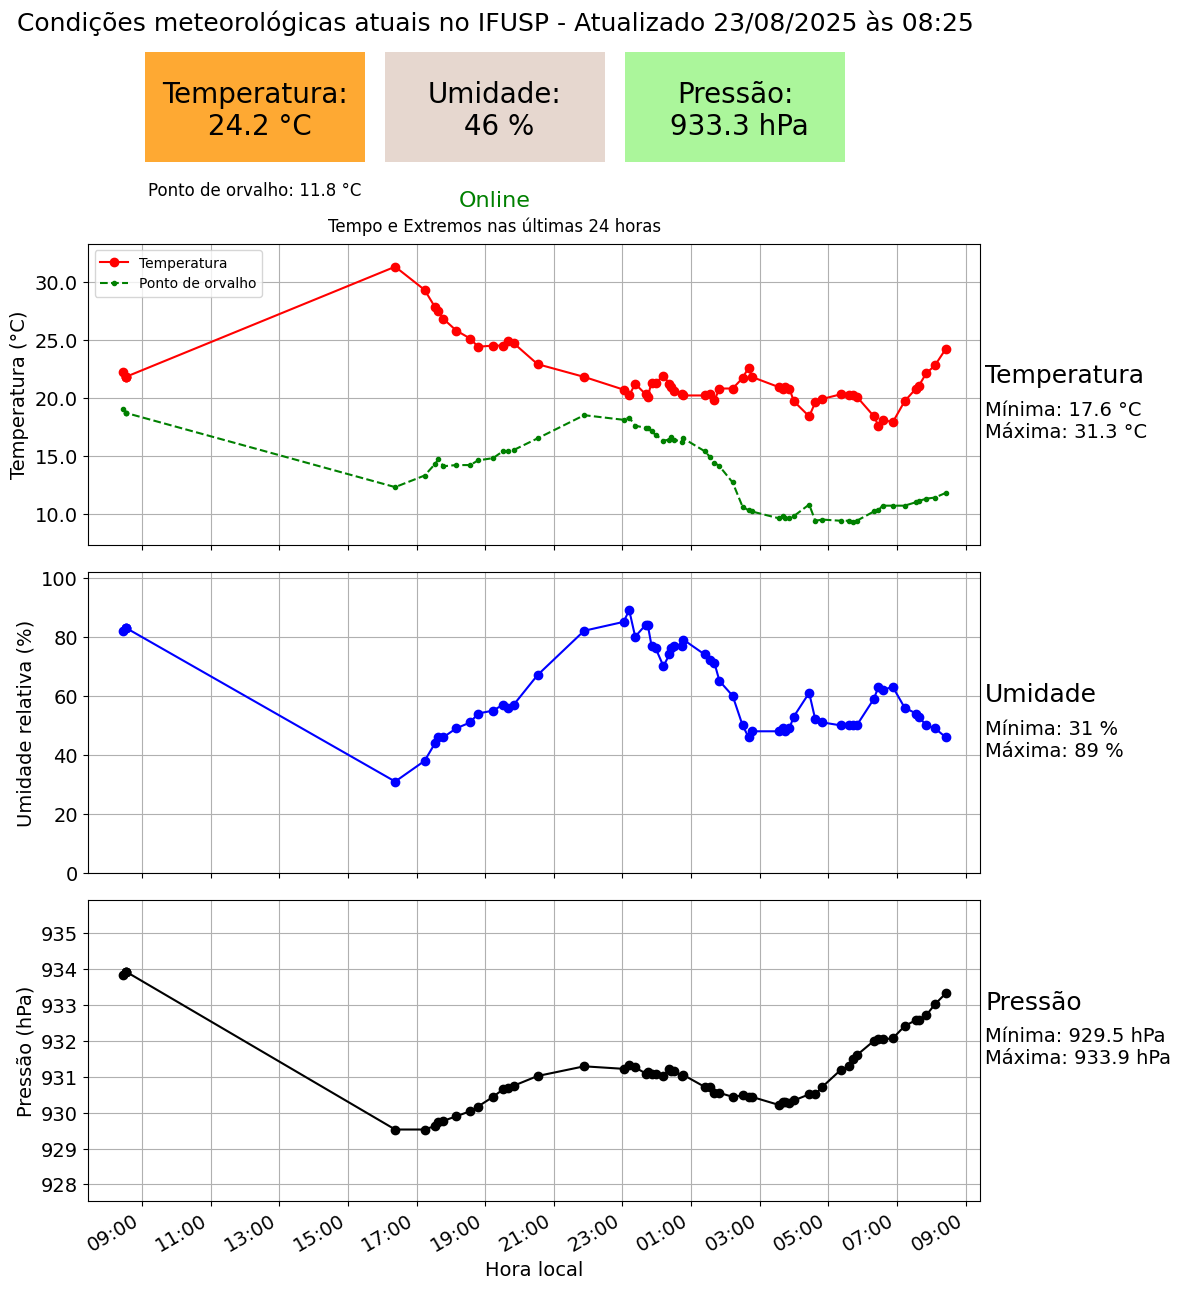 Condições meteorológicas atuais no IFUSP - Atualizado 23/08/2025 às 08:25
Temperatura:
24.2 °C
Umidade:
46 %
Pressão:
933.3 hPa
Ponto de orvalho: 11.8 °C
Online
Tempo e Extremos nas últimas 24 horas
Temperatura
Ponto de orvalho
Temperatura (°C)
30.0
25.0
20.0
15.0
10.0
Temperatura
Mínima: 17.6 °C
Máxima: 31.3 °C
Umidade relativa (%)
100
80
60
40
20
0
Umidade
Mínima: 31 %
Máxima: 89 %
Pressão (hPa)
935
934
933
932
931
930
929
928
Pressão
Mínima: 929.5 hPa
Máxima: 933.9 hPa
09:00 11:00 13:00 15:00 17:00 19:00 21:00 23:00 01:00 03:00 05:00 07:00 09:00
Hora local